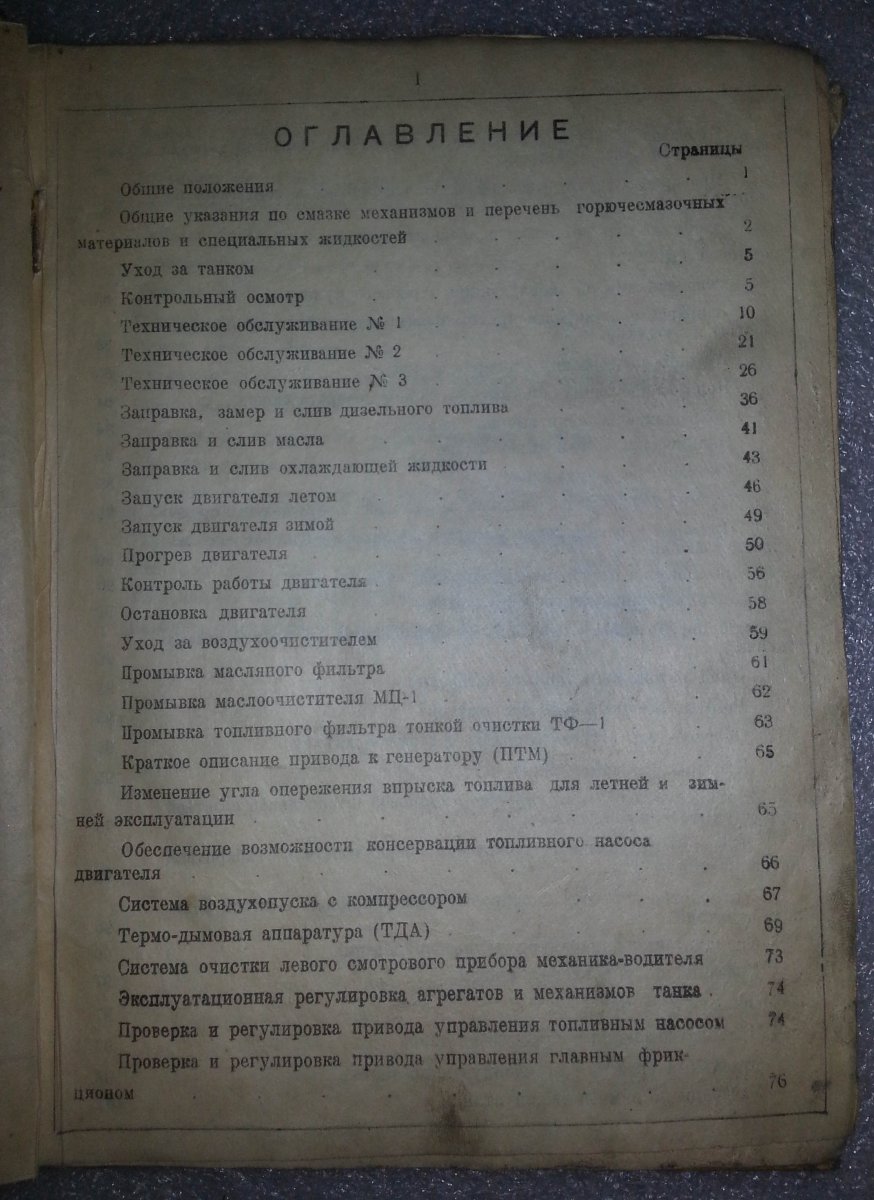 1
ОГЛАВЛЕНИЕ
Страницы
Общие положения . . . . . . 1
Общие указания по смазке механизмов и перечень горючесмазочных
материалов и специальных жидкостей . . . . . 2
Уход за танком . . . . . . 5
Контрольный осмотр . . . . . . 5
Техническое обслуживание № 1 . . . . . 10
Техническое обслуживание № 2 . . . . . 21
Техническое обслуживание № 3 . . . . . 26
Заправка, замер и слив дизельного топлива . . . 36
Заправка и слив масла . . . . . . 41
Заправка и слив охлаждающей жидкости . . . . 43
Запуск двигателя летом . . . . . . 46
Запуск двигателя зимой . . . . . . 49
Прогрев двигателя . . . . . . 50
Контроль работы двигателя . . . . . . 56
Остановка двигателя . . . . . . 58
Уход за воздухоочистителем . . . . . 59
Промывка масляного фильтра . . . . . 61
Промывка маслоочистителя МЦ-1 . . . . . 62
Промывка топливного фильтра тонкой очистки ТФ—1 . . 63
Краткое описание привода к генератору (ПТМ) . . . 65
Изменение угла опережения впрыска топлива для летней и зим-
ней эксплуатации . . . . . . . 65
Обеспечение возможности консервации топливного насоса
двигателя . . . . . . . . 66
Система воздухопуска с компрессором . . . 67
Термо-дымовая аппаратура (ТДА) . . . . . 69
Система очистки левого смотрового прибора механика-водителя 73
Эксплуатационная регулировка агрегатов и механизмов танка . 74
Проверка и регулировка привода управления топливным насосом 74
Проверка и регулировка привода управления главным фрик-
ционом . . . . . . . . 76